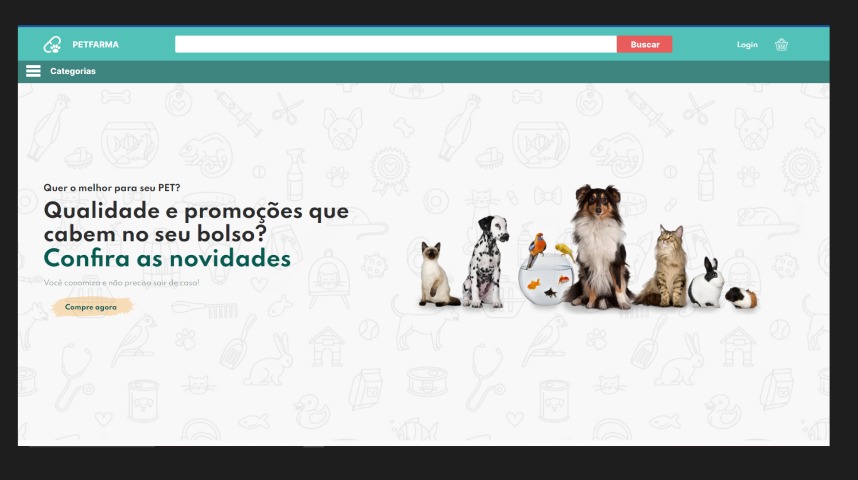 PETFARMA
Buscar
Login
Categorias
Quer o melhor para seu PET?
Qualidade e promoções que
cabem no seu bolso?
Confira as novidades
Você conomiza e não precisa sair de casa!
Compre agora